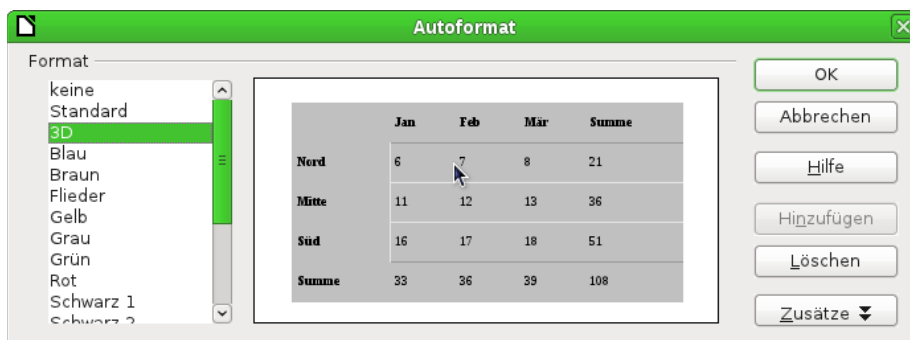 Autoformat
Format
keine
Standard
3D
Blau
Braun
Flieder
Gelb
Grau
Grün
Rot
Schwarz 1
Schwarz 2
Jan Feb Mär Summe
Nord 6 7 8 21
Mitte 11 12 13 36
Süd 16 17 18 51
Summe 33 36 39 108
OK
Abbrechen
Hilfe
Hinzufügen
Löschen
Zusätze